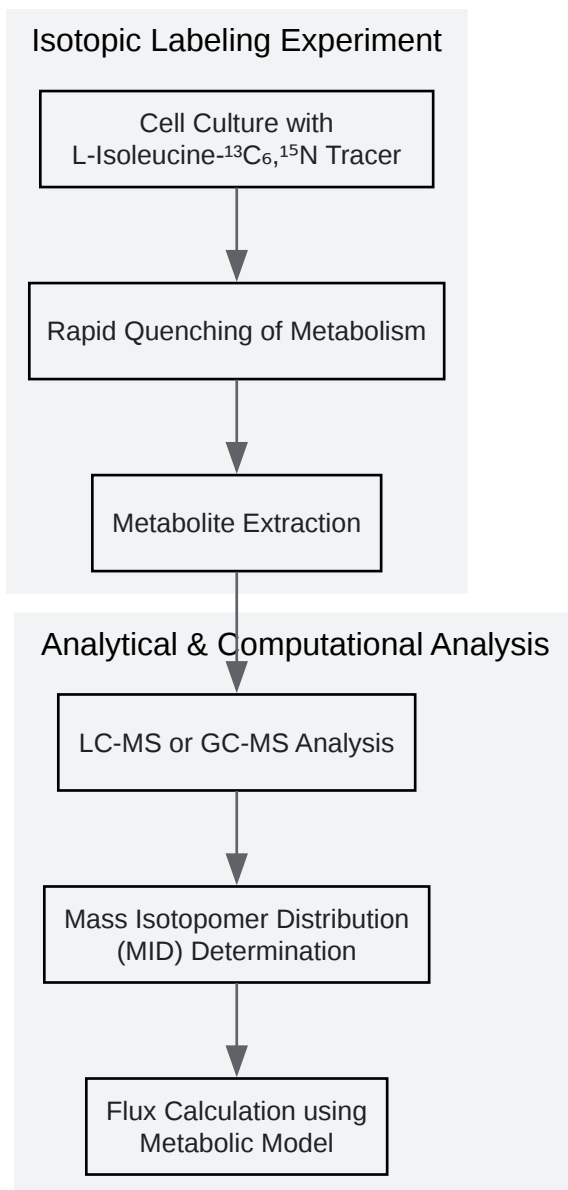 Isotopic Labeling Experiment
Cell Culture with
L-Isoleucine-¹³C₆,¹⁵N Tracer
Rapid Quenching of Metabolism
Metabolite Extraction
Analytical & Computational Analysis
LC-MS or GC-MS Analysis
Mass Isotopomer Distribution
(MID) Determination
Flux Calculation using
Metabolic Model